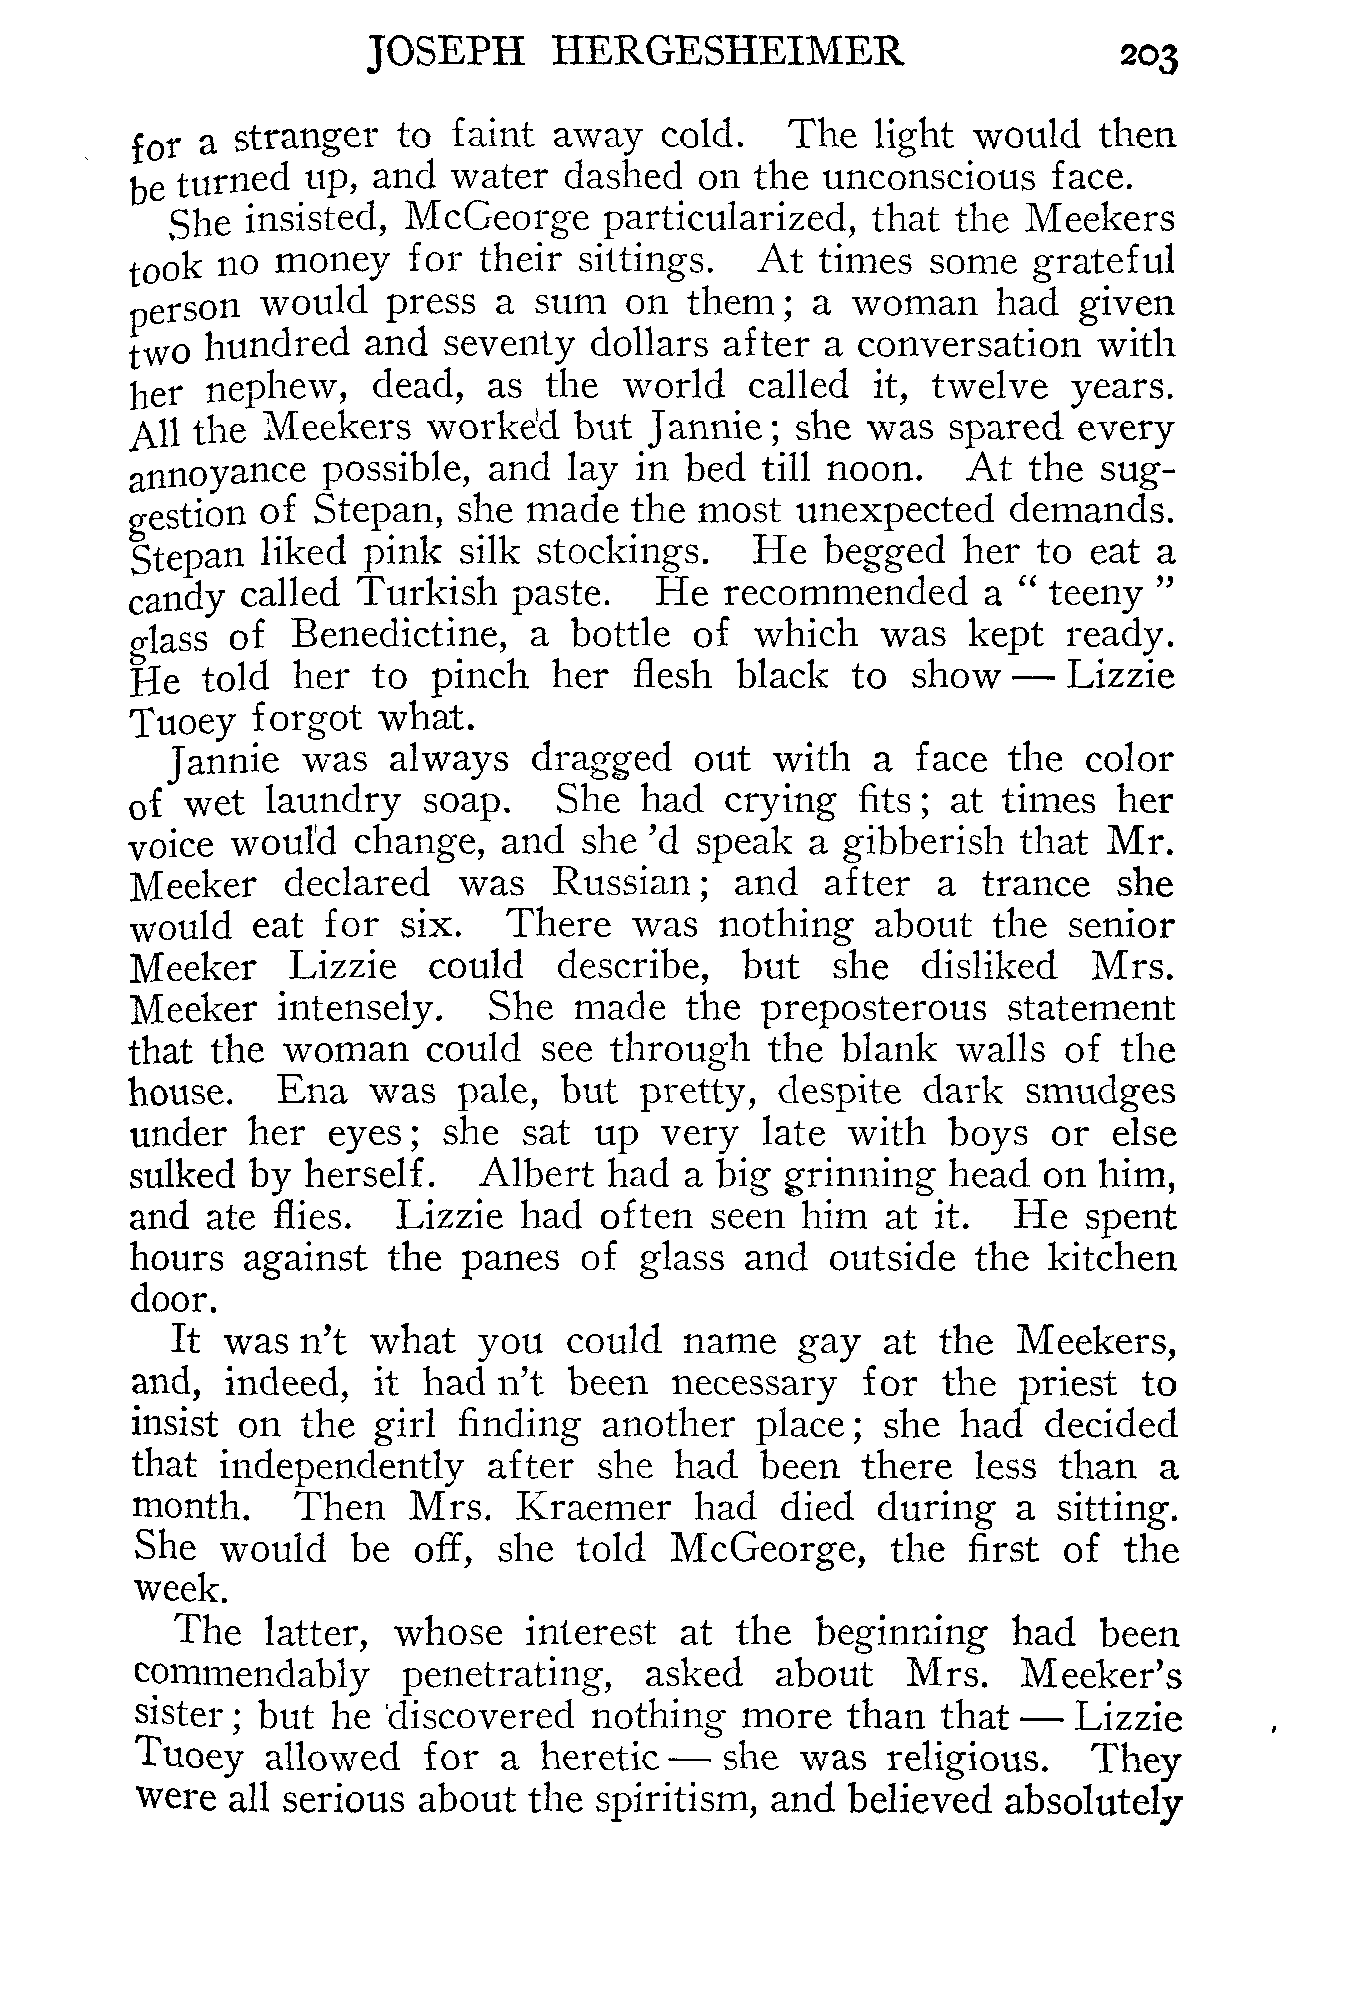 JOSEPH HERGESHEIMER 203
for a stranger to faint away cold. The light would then
be turned up, and water dashed on the unconscious face.
She insisted, McGeorge particularized, that the Meekers
took no money for their sittings. At times some grateful
person would press a sum on them; a woman had given
two hundred and seventy dollars after a conversation with
her nephew, dead, as the world called it, twelve years.
All the Meekers worked but Jannie; she was spared every
annoyance possible, and lay in bed till noon. At the sug-
gestion of Stepan, she made the most unexpected demands.
Stepan liked pink silk stockings. He begged her to eat a
candy called Turkish paste. He recommended a “ teeny ”
glass of Benedictine, a bottle of which was kept ready.
He told her to pinch her flesh black to show — Lizzie
Tuoey forgot what.
Jannie was always dragged out with a face the color
of wet laundry soap. She had crying fits; at times her
voice would change, and she 'd speak a gibberish that Mr.
Meeker declared was Russian; and after a trance she
would eat for six. There was nothing about the senior
Meeker Lizzie could describe, but she disliked Mrs.
Meeker intensely. She made the preposterous statement
that the woman could see through the blank walls of the
house. Ena was pale, but pretty, despite dark smudges
under her eyes; she sat up very late with boys or else
sulked by herself. Albert had a big grinning head on him,
and ate flies. Lizzie had often seen him at it. He spent
hours against the panes of glass and outside the kitchen
door.
It was n't what you could name gay at the Meekers,
and, indeed, it had n't been necessary for the priest to
insist on the girl finding another place; she had decided
that independently after she had been there less than a
month. Then Mrs. Kraemer had died during a sitting.
She would be off, she told McGeorge, the first of the
week.
The latter, whose interest at the beginning had been
commendably penetrating, asked about Mrs. Meeker's
sister; but he discovered nothing more than that — Lizzie
Tuoey allowed for a heretic — she was religious. They
were all serious about the spiritism, and believed absolutely